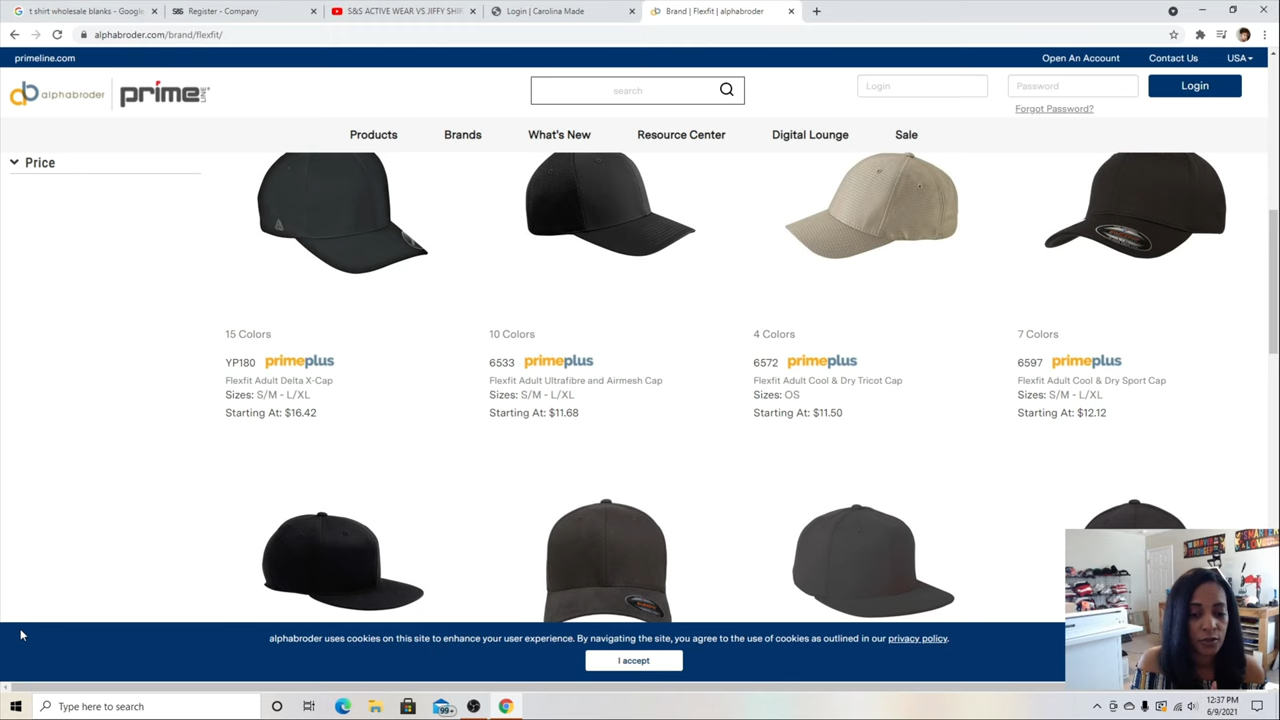 t shirt wholesale blanks - Google
S&S Register - Company
S&S ACTIVE WEAR VS JIFFY SHIR
Login | Carolina Made
Brand | Flexfit | alphabroder
alphabroder.com/brand/flexfit/
primeline.com
Open An Account
Contact Us
USA
alphabroder
prime LINE
search
Login
Password
Login
Forgot Password?
Products
Brands
What's New
Resource Center
Digital Lounge
Sale
Price
15 Colors
10 Colors
4 Colors
7 Colors
YP180 primeplus
6533 primeplus
6572 primeplus
6597 primeplus
Flexfit Adult Delta X-Cap
Flexfit Adult Ultrafibre and Airmesh Cap
Flexfit Adult Cool & Dry Tricot Cap
Flexfit Adult Cool & Dry Sport Cap
Sizes: S/M - L/XL
Sizes: S/M - L/XL
Sizes: OS
Sizes: S/M - L/XL
Starting At: $16.42
Starting At: $11.68
Starting At: $11.50
Starting At: $12.12
alphabroder uses cookies on this site to enhance your user experience. By navigating the site, you agree to the use of cookies as outlined in our privacy policy.
I accept
Type here to search
99+
12:37 PM
6/9/2021